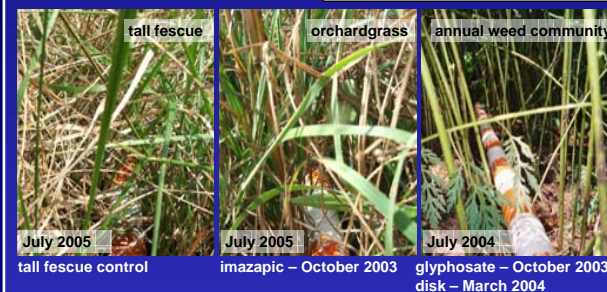 tall fescue
orchardgrass
annual weed community
July 2005
July 2005
July 2004
tall fescue control
imazapic – October 2003
glyphosate – October 2003
disk – March 2004